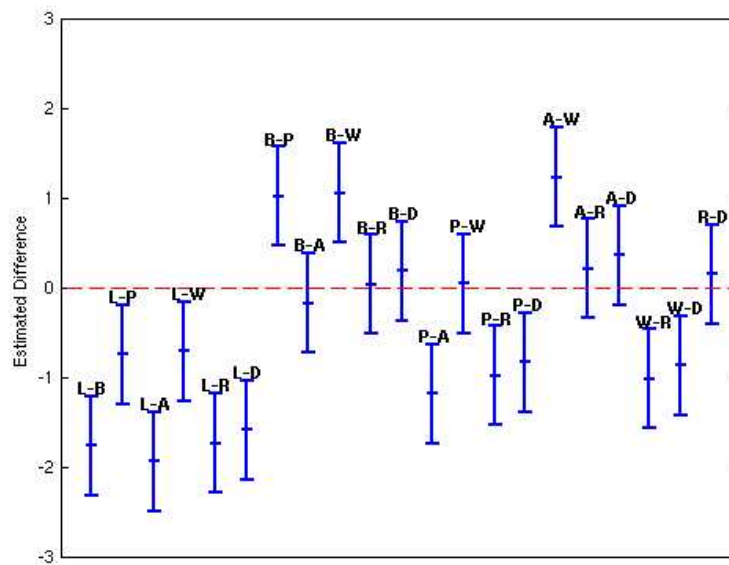 3
2
1
0
-1
-2
-3
Estimated Difference
L-B
L-P
L-A
L-W
L-R
L-D
B-P
B-A
B-W
B-R
B-D
P-A
P-W
P-R
P-D
A-W
A-R
A-D
W-R
W-D
R-D